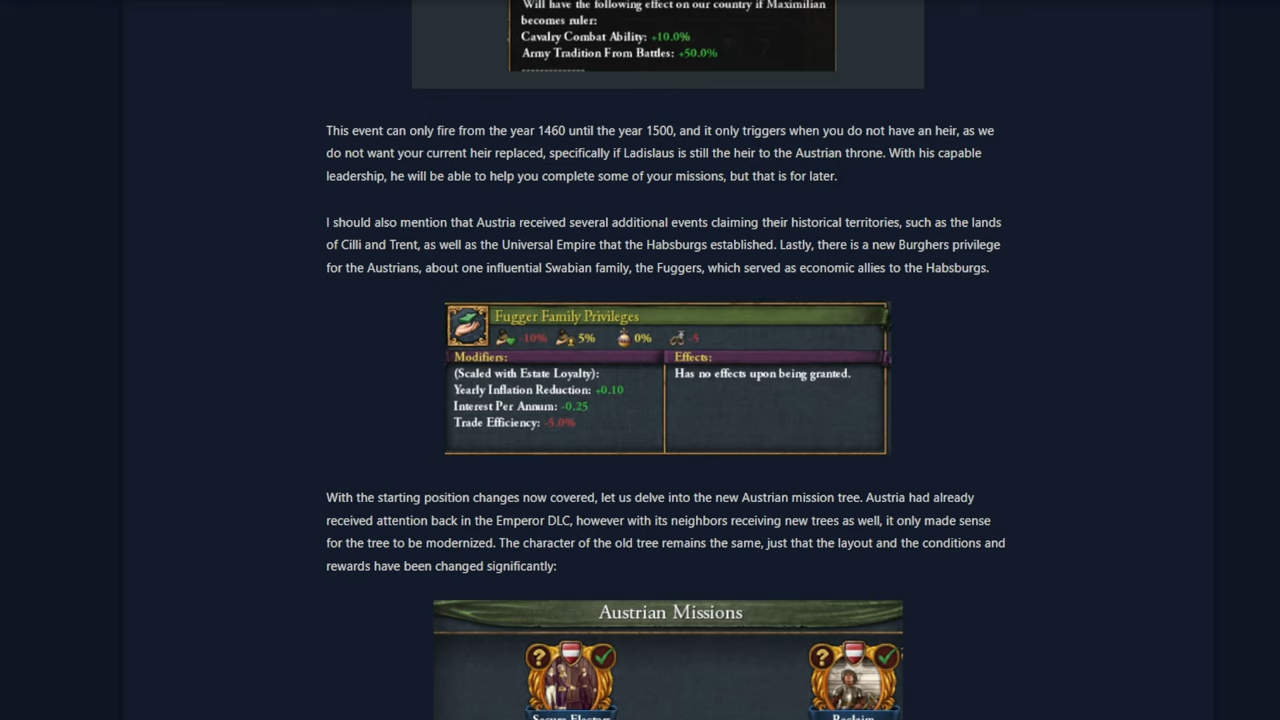 Will have the following effect on our country if Maximilian
becomes ruler:
Cavalry Combat Ability: +10.0%
Army Tradition From Battles: +50.0%
--------------
This event can only fire from the year 1460 until the year 1500, and it only triggers when you do not have an heir, as we
do not want your current heir replaced, specifically if Ladislaus is still the heir to the Austrian throne. With his capable
leadership, he will be able to help you complete some of your missions, but that is for later.
I should also mention that Austria received several additional events claiming their historical territories, such as the lands
of Cilli and Trent, as well as the Universal Empire that the Habsburgs established. Lastly, there is a new Burghers privilege
for the Austrians, about one influential Swabian family, the Fuggers, which served as economic allies to the Habsburgs.
Fugger Family Privileges
-10% 5% 0% -5
Modifiers: Effects:
(Scaled with Estate Loyalty): Has no effects upon being granted.
Yearly Inflation Reduction: +0.10
Interest Per Annum: -0.25
Trade Efficiency: -5.0%
With the starting position changes now covered, let us delve into the new Austrian mission tree. Austria had already
received attention back in the Emperor DLC, however with its neighbors receiving new trees as well, it only made sense
for the tree to be modernized. The character of the old tree remains the same, just that the layout and the conditions and
rewards have been changed significantly:
Austrian Missions
? ?
Secure Electors Reclaim